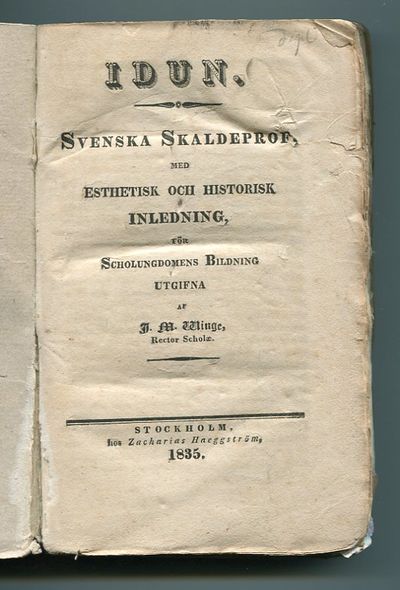 IDUN.
SVENSKA SKALDEPROF,
MED
ESTHETISK OCH HISTORISK
INLEDNING,
FÖR
SCHOLUNGDOMENS BILDNING
UTGIFNA
AF
J. M. Winge,
Rector Scholæ.
STOCKHOLM,
hos Zacharias Haeggström,
1835.